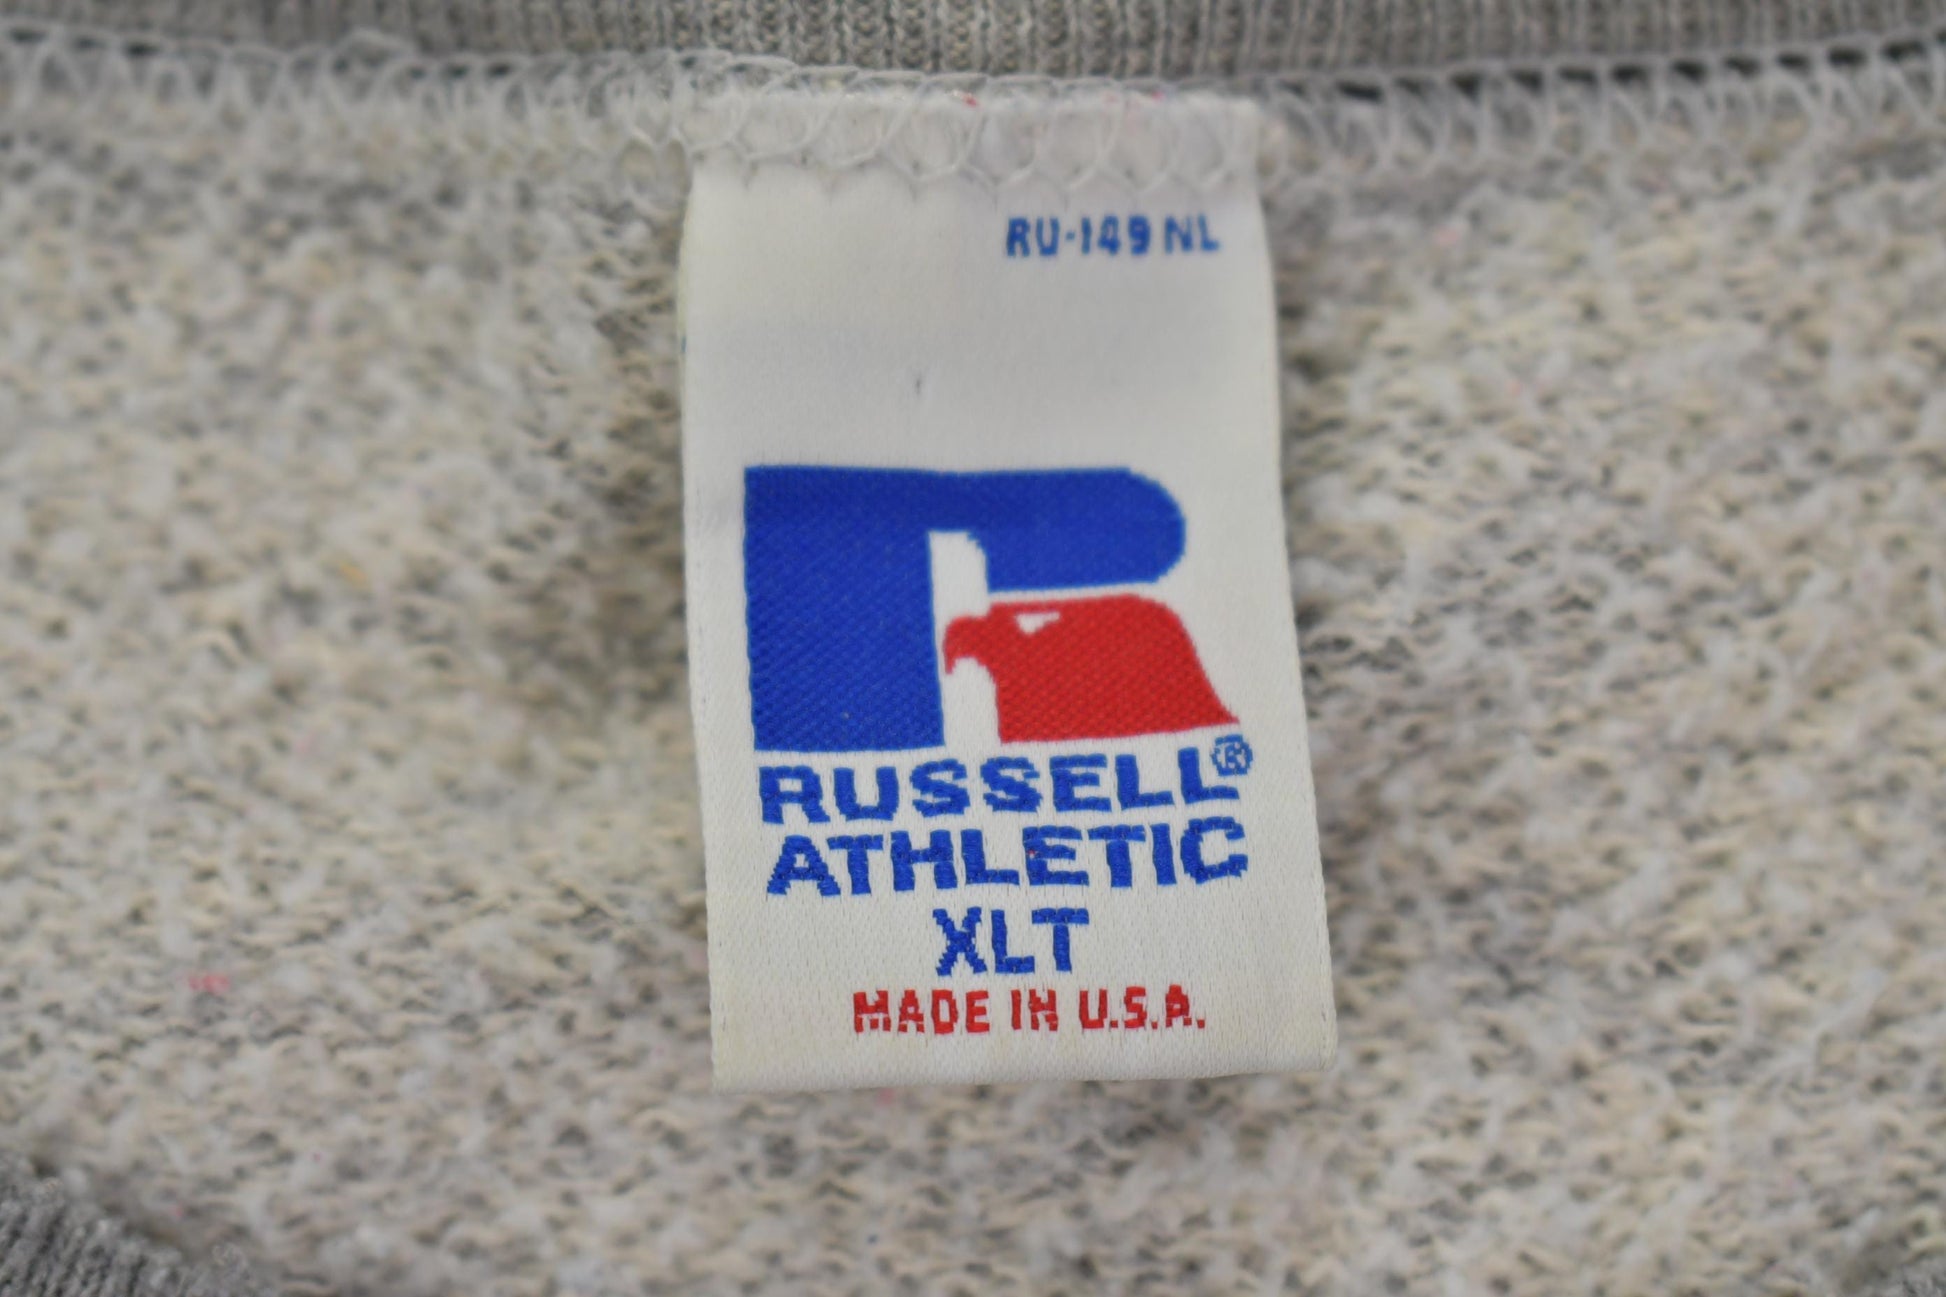 RU-149 NL
RUSSELL®
ATHLETIC
XLT
MADE IN U.S.A.